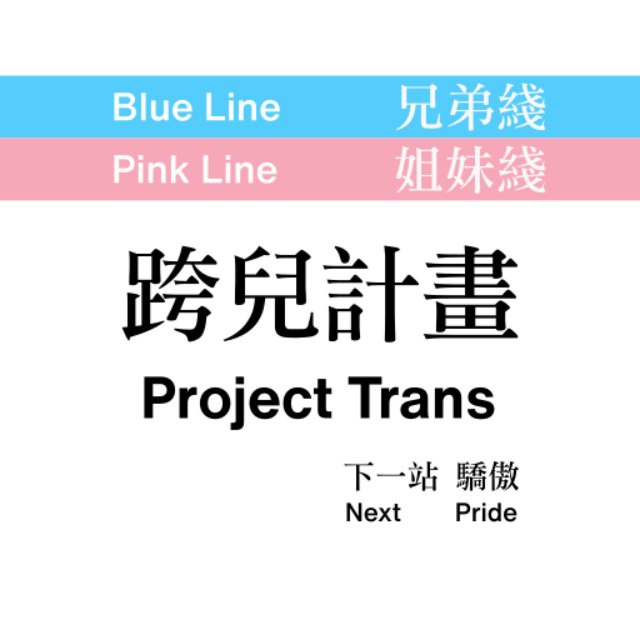 Blue Line 兄弟綫
Pink Line 姐妹綫
跨兒計畫
Project Trans
下一站 驕傲
Next Pride